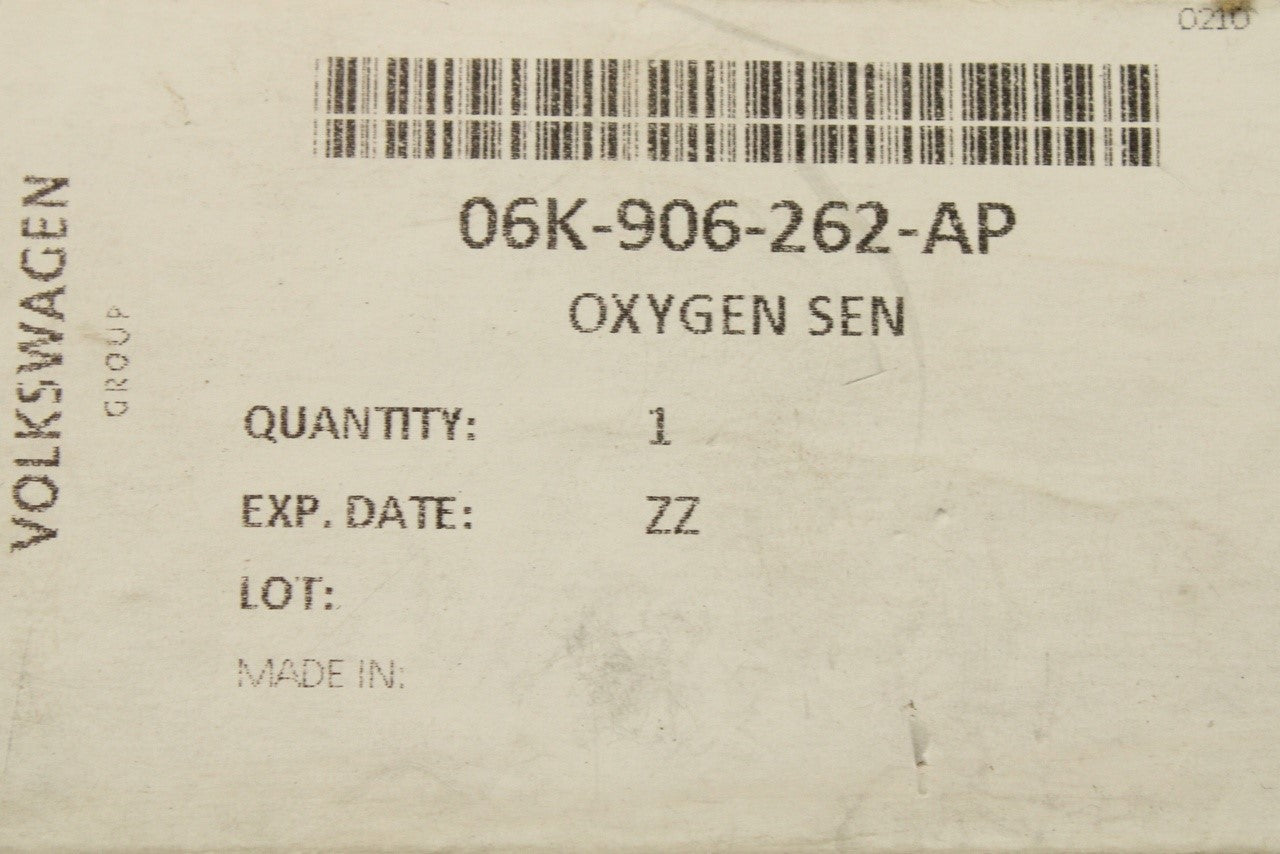 0210
06K-906-262-AP
OXYGEN SEN
VOLKSWAGEN
GROUP
QUANTITY: 1
EXP. DATE: ZZ
LOT:
MADE IN: